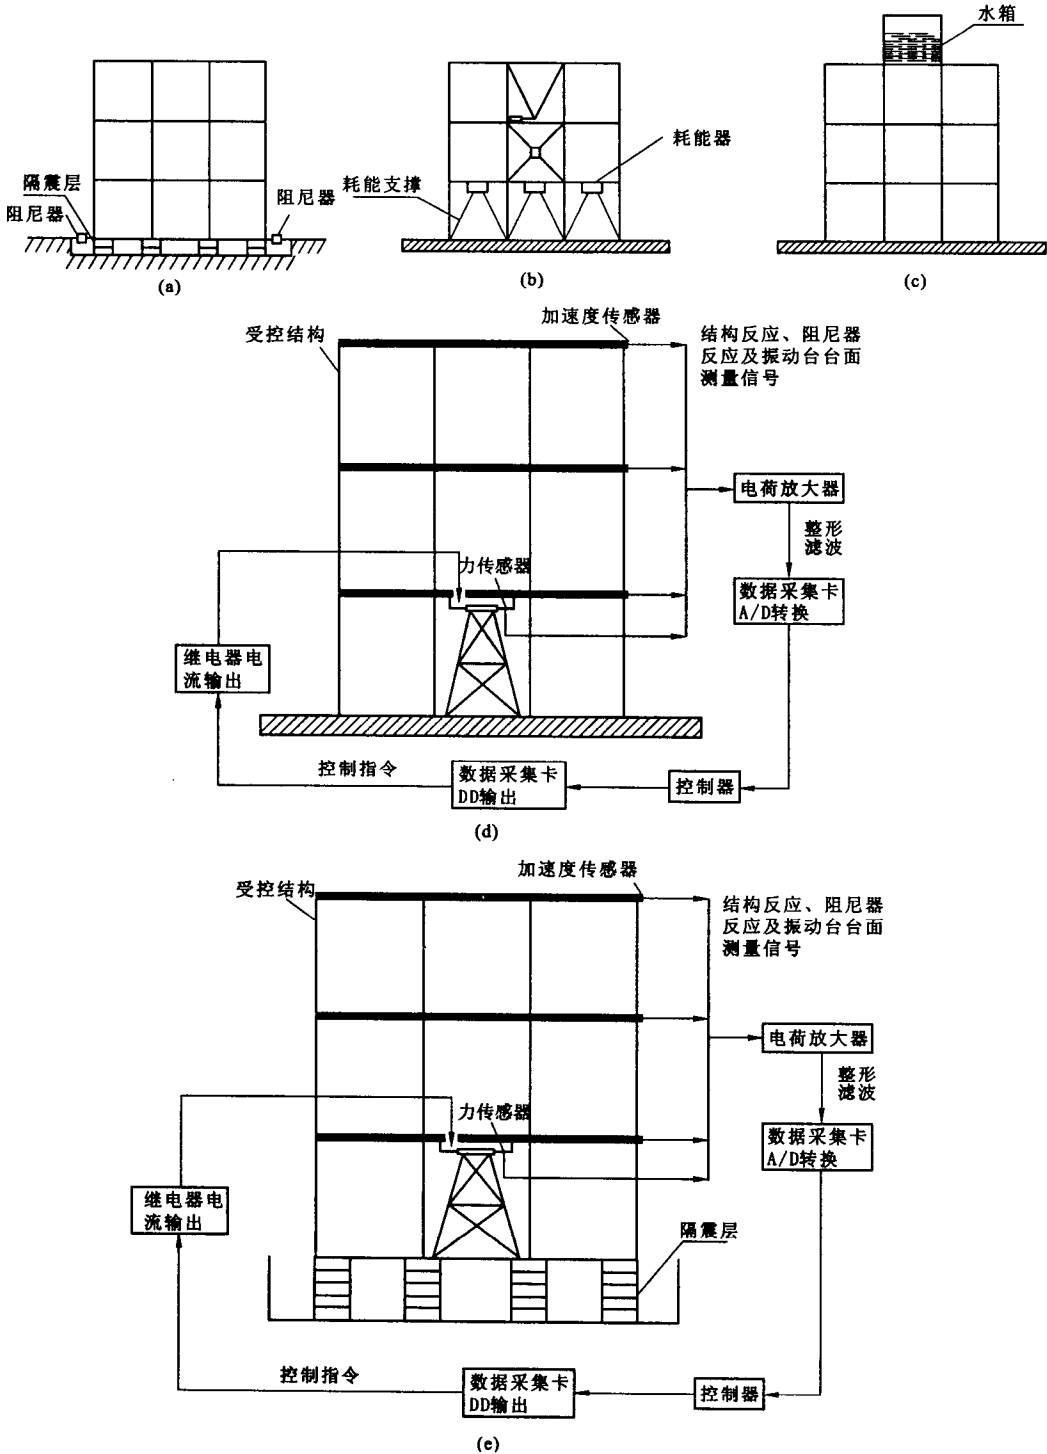 水箱
耗能器
隔震层
阻尼器
阻尼器
耗能支撑
(a)
(b)
(c)
受控结构
加速度传感器
结构反应、阻尼器
反应及振动台台面
测量信号
电荷放大器
整形
滤波
力传感器
数据采集卡
A/D转换
继电器电
流输出
控制指令
数据采集卡
DD输出
控制器
(d)
受控结构
加速度传感器
结构反应、阻尼器
反应及振动台台面
测量信号
电荷放大器
整形
滤波
力传感器
数据采集卡
A/D转换
继电器电
流输出
隔震层
控制指令
数据采集卡
DD输出
控制器
(e)